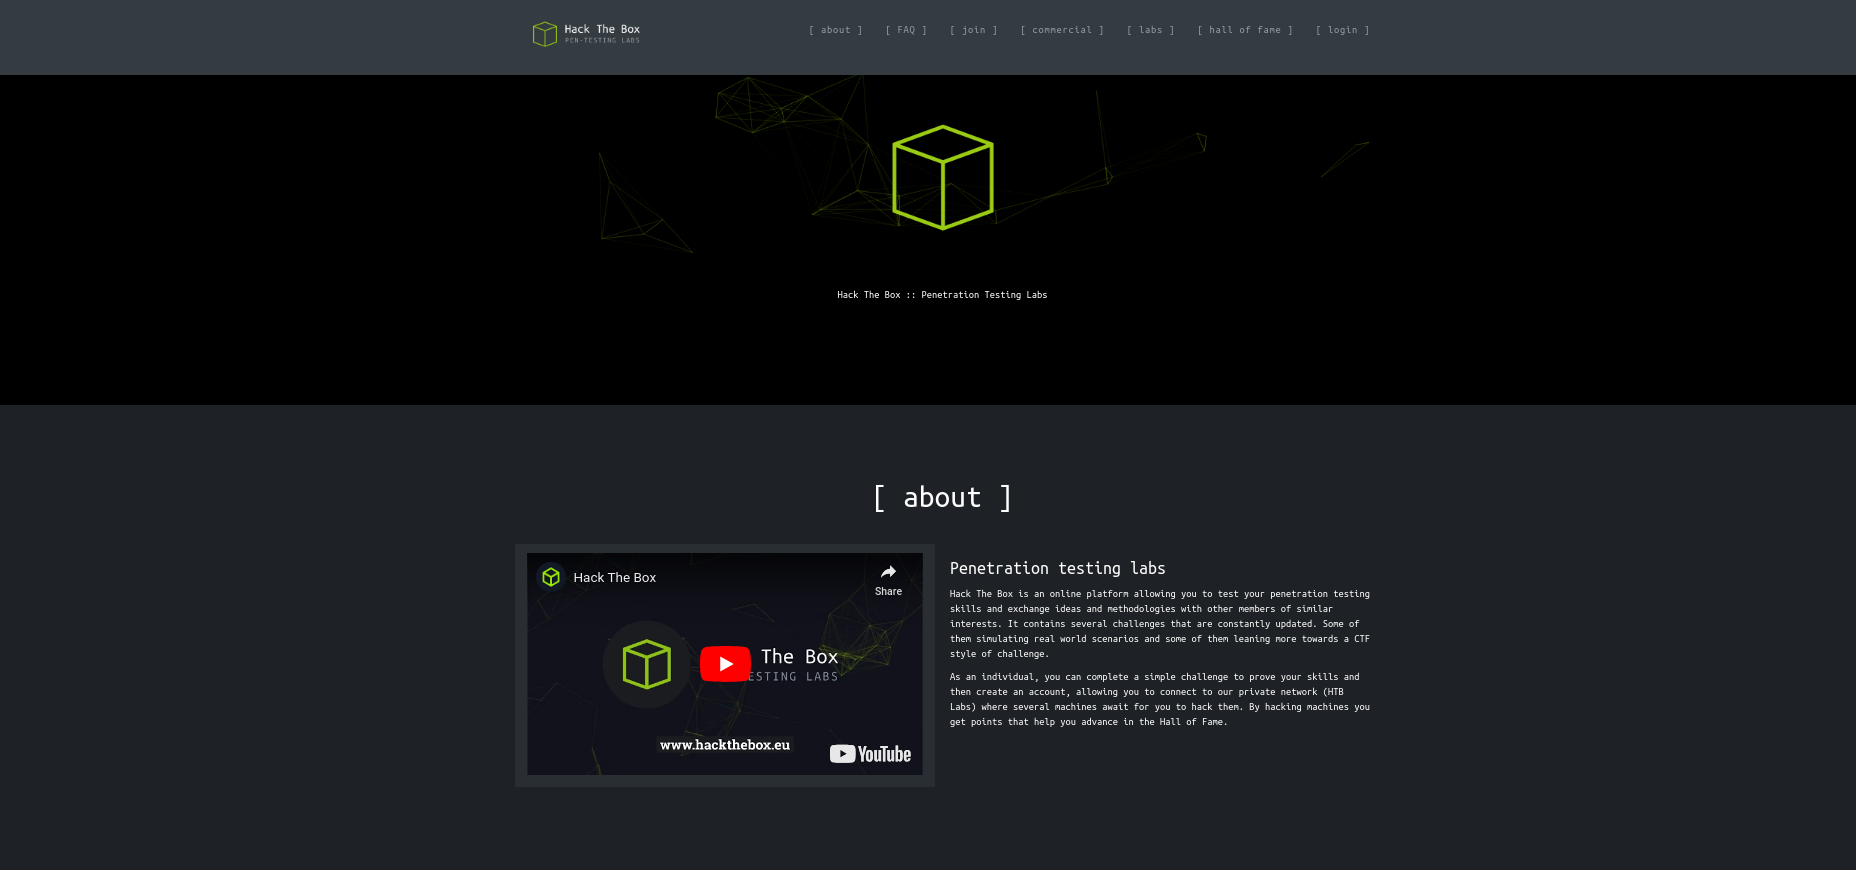 Hack The Box
PEN-TESTING LABS
[ about ] [ FAQ ] [ join ] [ commercial ] [ labs ] [ hall of fame ] [ login ]
Hack The Box :: Penetration Testing Labs
[ about ]
Hack The Box
Share
The Box
ESTING LABS
www.hackthebox.eu
YouTube
Penetration testing labs
Hack The Box is an online platform allowing you to test your penetration testing
skills and exchange ideas and methodologies with other members of similar
interests. It contains several challenges that are constantly updated. Some of
them simulating real world scenarios and some of them leaning more towards a CTF
style of challenge.
As an individual, you can complete a simple challenge to prove your skills and
then create an account, allowing you to connect to our private network (HTB
Labs) where several machines await for you to hack them. By hacking machines you
get points that help you advance in the Hall of Fame.